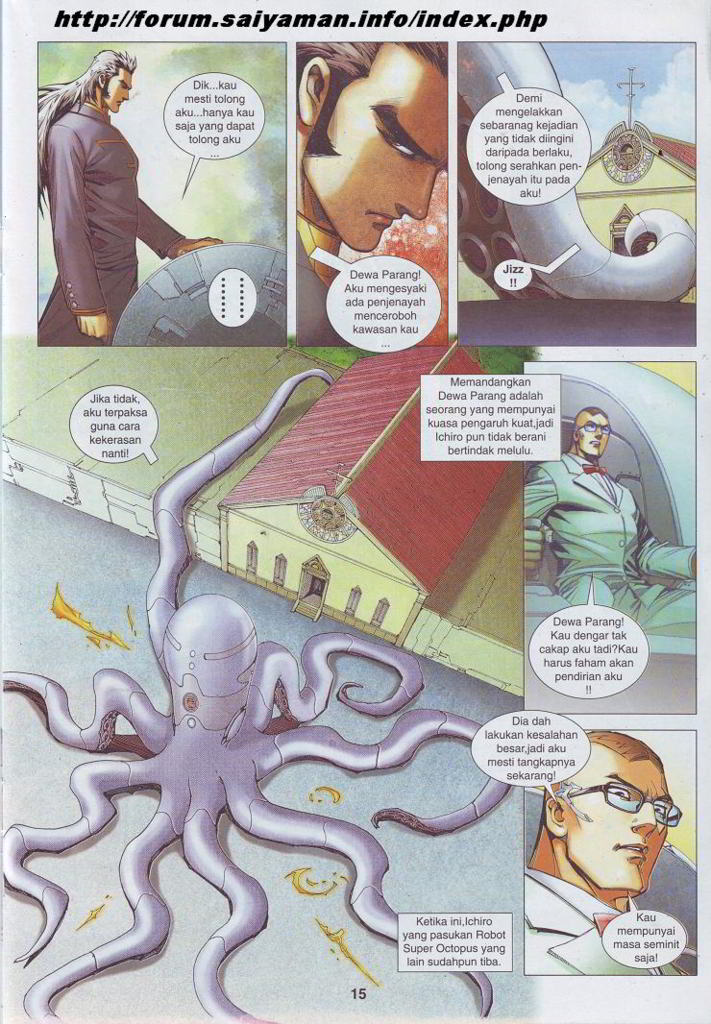 http://forum.saiyaman.info/index.php
Dik...kau
mesti tolong
aku...hanya kau
saja yang dapat
tolong aku
...
Dewa Parang!
Aku mengesyaki
ada penjenayah
menceroboh
kawasan kau
...
Demi
mengelakkan
sebaranag kejadian
yang tidak diingini
daripada berlaku,
tolong serahkan pen-
jenayah itu pada
aku!
Jizz
!!
Jika tidak,
aku terpaksa
guna cara
kekerasan
nanti!
Memandangkan
Dewa Parang adalah
seorang yang mempunyai
kuasa pengaruh kuat,jadi
Ichiro pun tidak berani
bertindak melulu.
Dewa Parang!
Kau dengar tak
cakap aku tadi?Kau
harus faham akan
pendirian aku
!!
Dia dah
lakukan kesalahan
besar,jadi aku
mesti tangkapnya
sekarang!
Kau
mempunyai
masa seminit
saja!
Ketika ini,Ichiro
yang pasukan Robot
Super Octopus yang
lain sudahpun tiba.
15